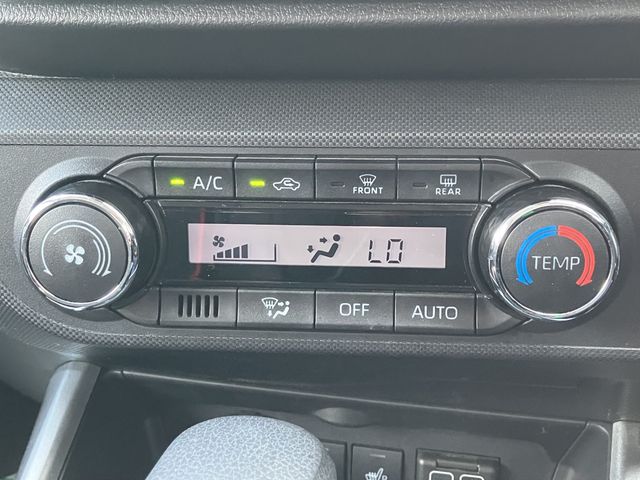 A/C
FRONT
REAR
LO
TEMP
OFF
AUTO